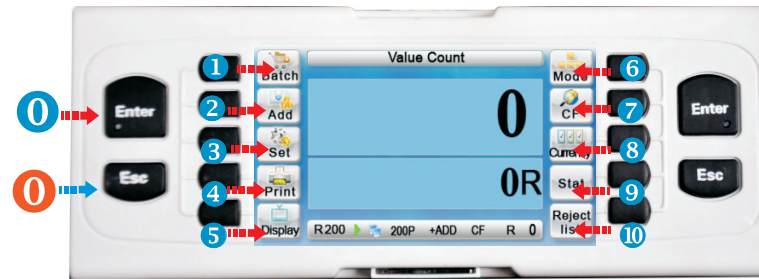 Value Count
1
Batch
Mode
6
0
Enter
2
Add
0
CF
7
Enter
3
Set
Currency
8
0
Esc
4
Print
0R
Stat
9
Esc
5
Display
R200 200P +ADD CF R 0
Reject
list
10